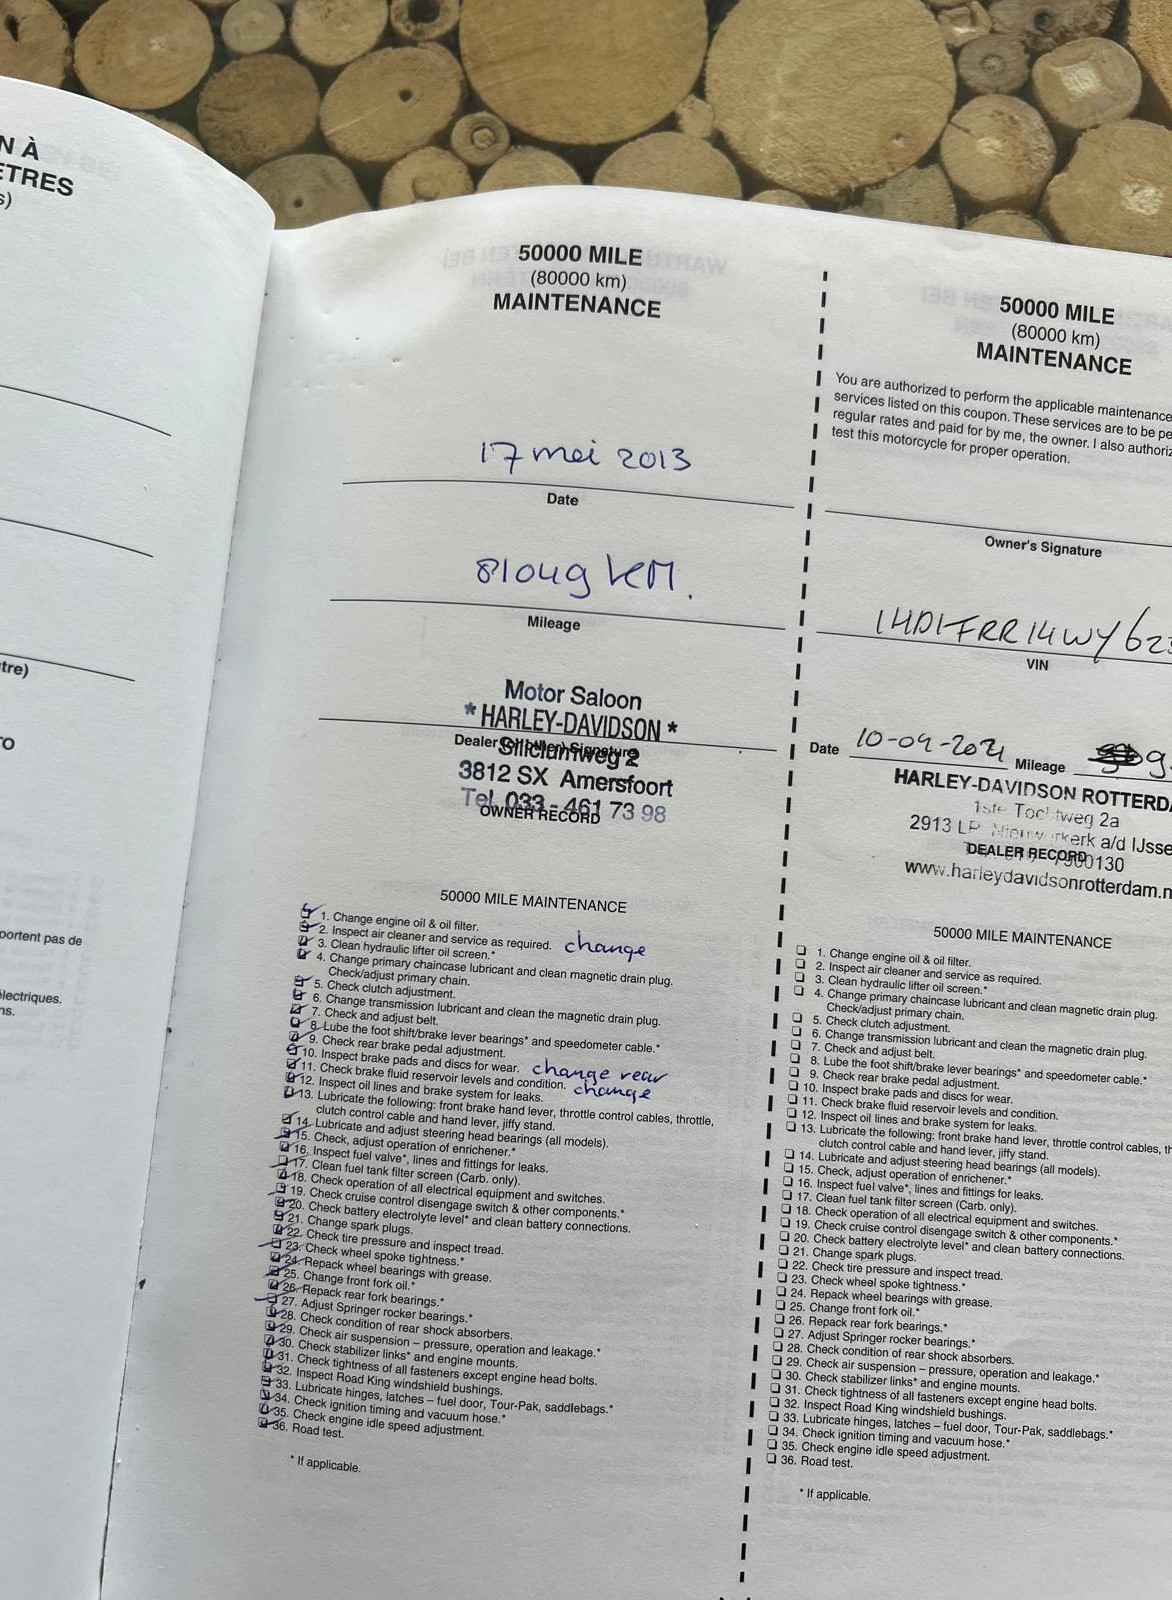 N À
ETRES
s)
tre)
TO
portent pas de
électriques.
ns.
50000 MILE
(80000 km)
MAINTENANCE
17 mei 2013
Date
81049 KM.
Mileage
Motor Saloon
* HARLEY-DAVIDSON *
Dealer (or other) Signature
Siliciumweg 2
3812 SX Amersfoort
Tel. 033 - 461 73 98
OWNER RECORD
50000 MILE MAINTENANCE
1. Change engine oil & oil filter.
2. Inspect air cleaner and service as required. change
3. Clean hydraulic lifter oil screen.*
4. Change primary chaincase lubricant and clean magnetic drain plug.
Check/adjust primary chain.
5. Check clutch adjustment.
6. Change transmission lubricant and clean the magnetic drain plug.
7. Check and adjust belt.
8. Lube the foot shift/brake lever bearings* and speedometer cable.*
9. Check rear brake pedal adjustment.
10. Inspect brake pads and discs for wear. change rear
11. Check brake fluid reservoir levels and condition. change
12. Inspect oil lines and brake system for leaks.
13. Lubricate the following: front brake hand lever, throttle control cables, throttle,
clutch control cable and hand lever, jiffy stand.
14. Lubricate and adjust steering head bearings (all models).
15. Check, adjust operation of enrichener.*
16. Inspect fuel valve*, lines and fittings for leaks.
17. Clean fuel tank filter screen (Carb. only).
18. Check operation of all electrical equipment and switches.
19. Check cruise control disengage switch & other components.*
20. Check battery electrolyte level* and clean battery connections.
21. Change spark plugs.
22. Check tire pressure and inspect tread.
23. Check wheel spoke tightness.*
24. Repack wheel bearings with grease.
25. Change front fork oil.*
26. Repack rear fork bearings.*
27. Adjust Springer rocker bearings.*
28. Check condition of rear shock absorbers.
29. Check air suspension – pressure, operation and leakage.*
30. Check stabilizer links* and engine mounts.
31. Check tightness of all fasteners except engine head bolts.
32. Inspect Road King windshield bushings.
33. Lubricate hinges, latches – fuel door, Tour-Pak, saddlebags.*
34. Check ignition timing and vacuum hose.*
35. Check engine idle speed adjustment.
36. Road test.
* If applicable.
50000 MILE
(80000 km)
MAINTENANCE
You are authorized to perform the applicable maintenance
services listed on this coupon. These services are to be pe
regular rates and paid for by me, the owner. I also authoriz
test this motorcycle for proper operation.
Owner's Signature
1HD1FRR14WY623
VIN
Date 10-09-2021 Mileage
HARLEY-DAVIDSON ROTTERDA
1ste Tochtweg 2a
2913 LP Nieuwerkerk a/d IJsse
DEALER RECORD
www.harleydavidsonrotterdam.n
50000 MILE MAINTENANCE
1. Change engine oil & oil filter.
2. Inspect air cleaner and service as required.
3. Clean hydraulic lifter oil screen.*
4. Change primary chaincase lubricant and clean magnetic
Check/adjust primary chain.
5. Check clutch adjustment.
6. Change transmission lubricant and clean the magnetic drain plug.
7. Check and adjust belt.
8. Lube the foot shift/brake lever bearings* and speedometer cable.*
9. Check rear brake pedal adjustment.
10. Inspect brake pads and discs for wear.
11. Check brake fluid reservoir levels and condition.
12. Inspect oil lines and brake system for leaks.
13. Lubricate the following: front brake hand lever, throttle control cables, th
clutch control cable and hand lever, jiffy stand.
14. Lubricate and adjust steering head bearings (all models).
15. Check, adjust operation of enrichener.*
16. Inspect fuel valve*, lines and fittings for leaks.
17. Clean fuel tank filter screen (Carb. only).
18. Check operation of all electrical equipment and switches.
19. Check cruise control disengage switch & other components.*
20. Check battery electrolyte level* and clean battery connections.
21. Change spark plugs.
22. Check tire pressure and inspect tread.
23. Check wheel spoke tightness.*
24. Repack wheel bearings with grease.
25. Change front fork oil.*
26. Repack rear fork bearings.*
27. Adjust Springer rocker bearings.*
28. Check condition of rear shock absorbers.
29. Check air suspension – pressure, operation and leakage.*
30. Check stabilizer links* and engine mounts.
31. Check tightness of all fasteners except engine head bolts.
32. Inspect Road King windshield bushings.
33. Lubricate hinges, latches – fuel door, Tour-Pak, saddlebags.*
34. Check ignition timing and vacuum hose.*
35. Check engine idle speed adjustment.
36. Road test.
* If applicable.